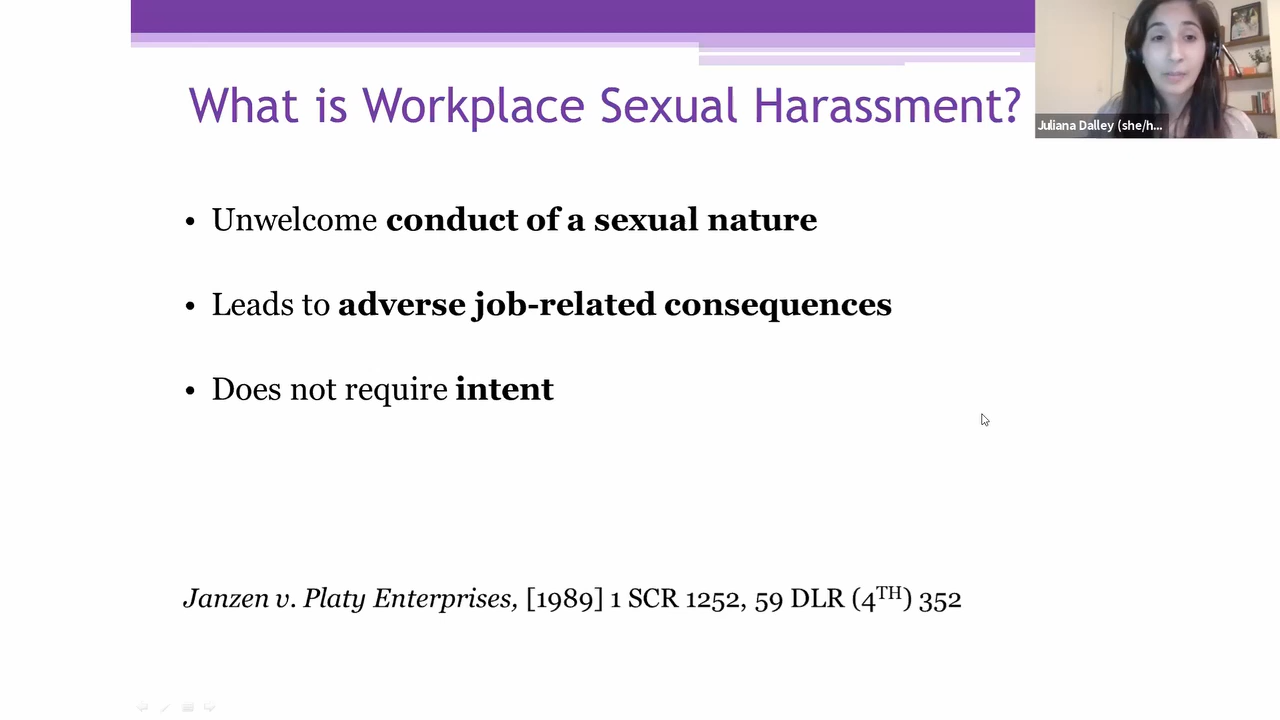 What is Workplace Sexual Harassment?
Juliana Dalley (she/h...
• Unwelcome conduct of a sexual nature
• Leads to adverse job-related consequences
• Does not require intent
Janzen v. Platy Enterprises, [1989] 1 SCR 1252, 59 DLR (4TH) 352